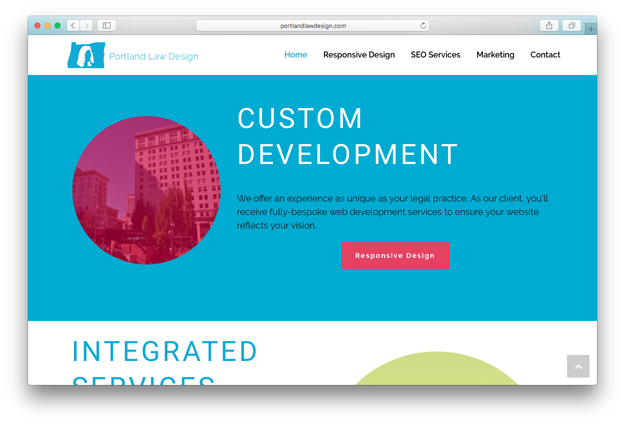 portlandlawdesign.com
Portland Law Design
Home Responsive Design SEO Services Marketing Contact
CUSTOM
DEVELOPMENT
We offer an experience as unique as your legal practice. As our client, you'll
receive fully-bespoke web development services to ensure your website
reflects your vision.
Responsive Design
INTEGRATED
SERVICES